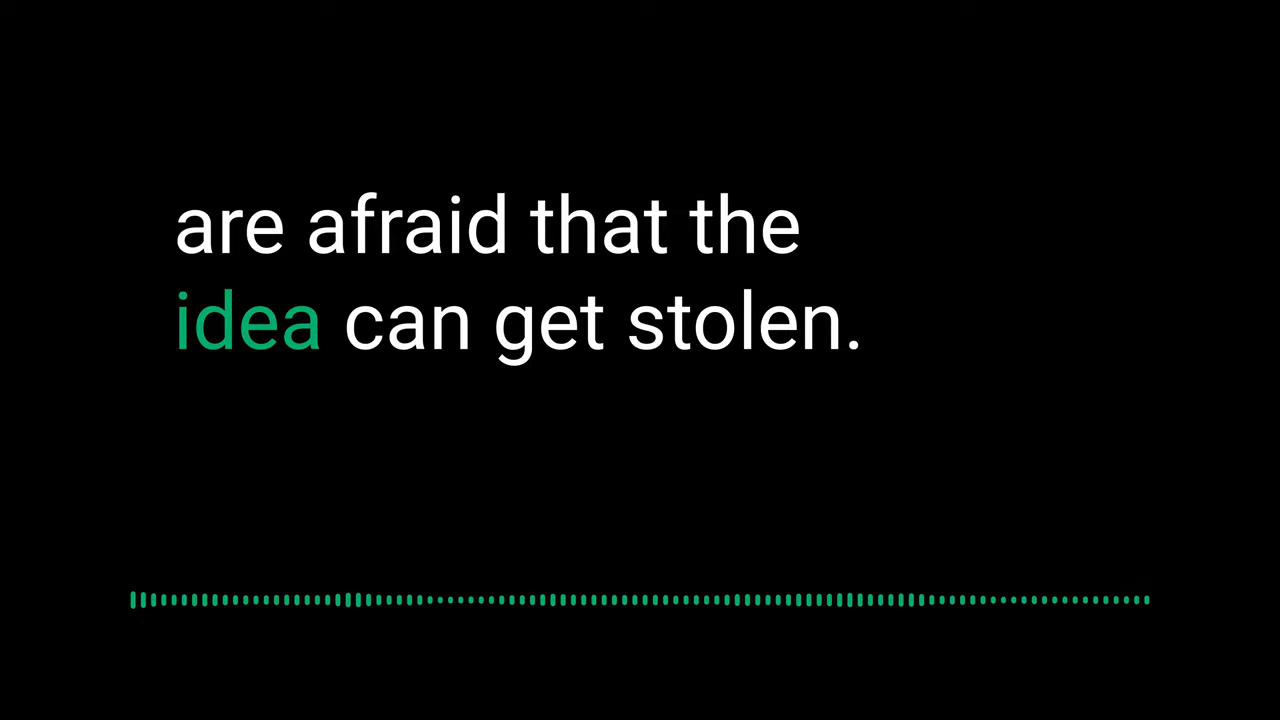 are afraid that the
idea can get stolen.